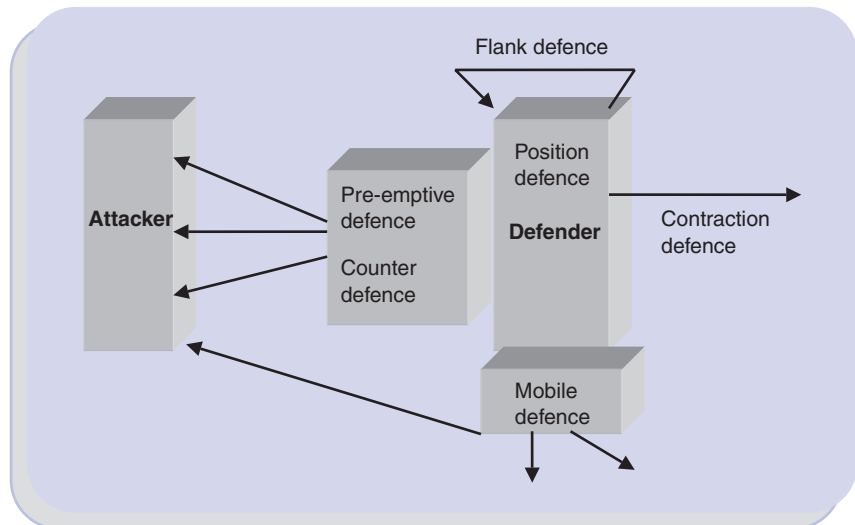 Flank defence
Attacker
Pre-emptive
defence
Counter
defence
Position
defence
Defender
Contraction
defence
Mobile
defence